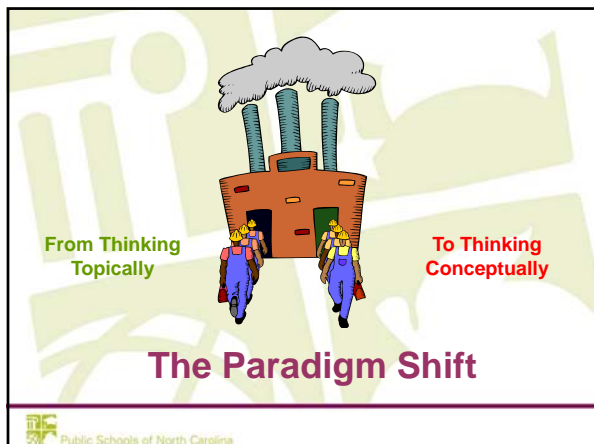 From Thinking
Topically
To Thinking
Conceptually
The Paradigm Shift
Public Schools of North Carolina